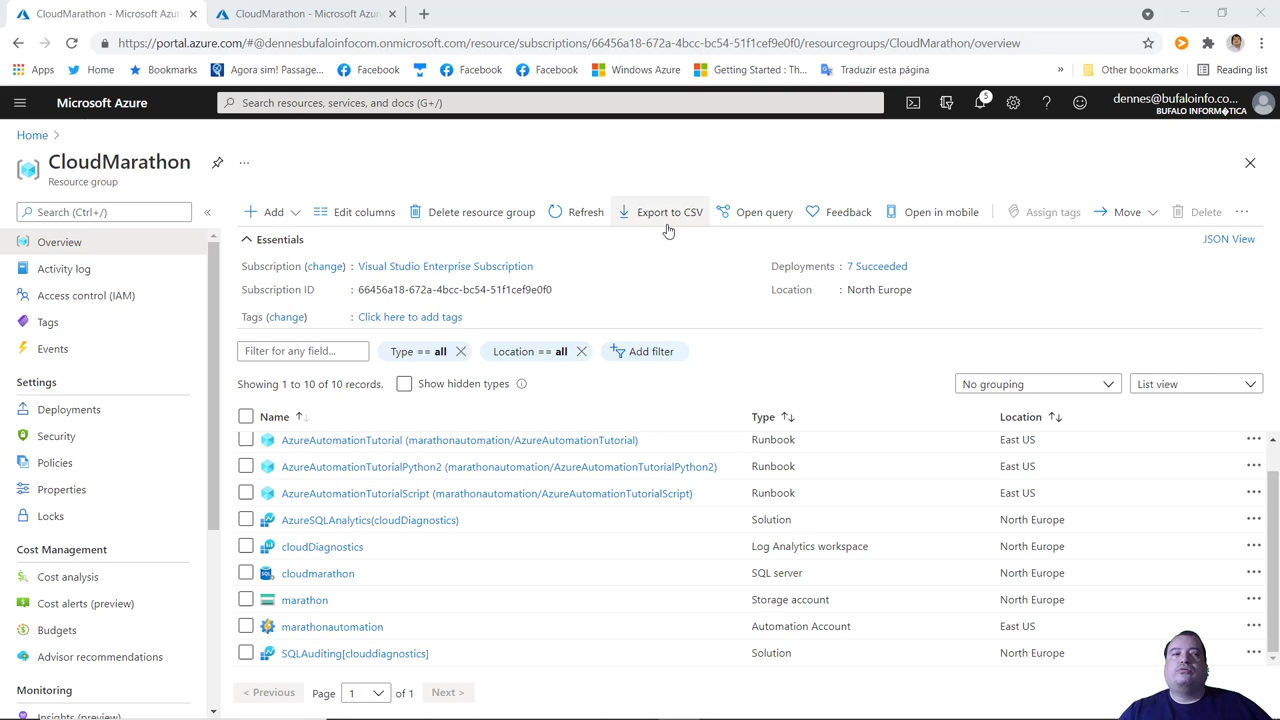 CloudMarathon - Microsoft Azure
CloudMarathon - Microsoft Azure
https://portal.azure.com/#@dennesbufaloinfocom.onmicrosoft.com/resource/subscriptions/66456a18-672a-4bcc-bc54-51f1cef9e0f0/resourcegroups/CloudMarathon/overview
Apps Home Bookmarks Agora sim! Passage... Facebook Facebook Facebook Windows Azure Getting Started : Th... Traduzir esta página » Other bookmarks Reading list
Microsoft Azure Search resources, services, and docs (G+/) 5 dennes@bufaloinfo.co...
BUFALO INFORM�TICA
Home >
CloudMarathon ...
Resource group
Search (Ctrl+/) « Add Edit columns Delete resource group Refresh Export to CSV Open query Feedback Open in mobile Assign tags Move Delete ...
Overview
Activity log
Access control (IAM)
Tags
Events
Settings
Deployments
Security
Policies
Properties
Locks
Cost Management
Cost analysis
Cost alerts (preview)
Budgets
Advisor recommendations
Monitoring
Insights (preview)
Essentials JSON View
Subscription (change) : Visual Studio Enterprise Subscription Deployments : 7 Succeeded
Subscription ID : 66456a18-672a-4bcc-bc54-51f1cef9e0f0 Location : North Europe
Tags (change) : Click here to add tags
Filter for any field... Type == all Location == all Add filter
Showing 1 to 10 of 10 records. Show hidden types No grouping List view
Name Type Location
AzureAutomationTutorial (marathonautomation/AzureAutomationTutorial) Runbook East US ...
AzureAutomationTutorialPython2 (marathonautomation/AzureAutomationTutorialPython2) Runbook East US ...
AzureAutomationTutorialScript (marathonautomation/AzureAutomationTutorialScript) Runbook East US ...
AzureSQLAnalytics(cloudDiagnostics) Solution North Europe ...
cloudDiagnostics Log Analytics workspace North Europe ...
cloudmarathon SQL server North Europe ...
marathon Storage account North Europe ...
marathonautomation Automation Account East US ...
SQLAuditing[clouddiagnostics] Solution North Europe ...
< Previous Page 1 of 1 Next >